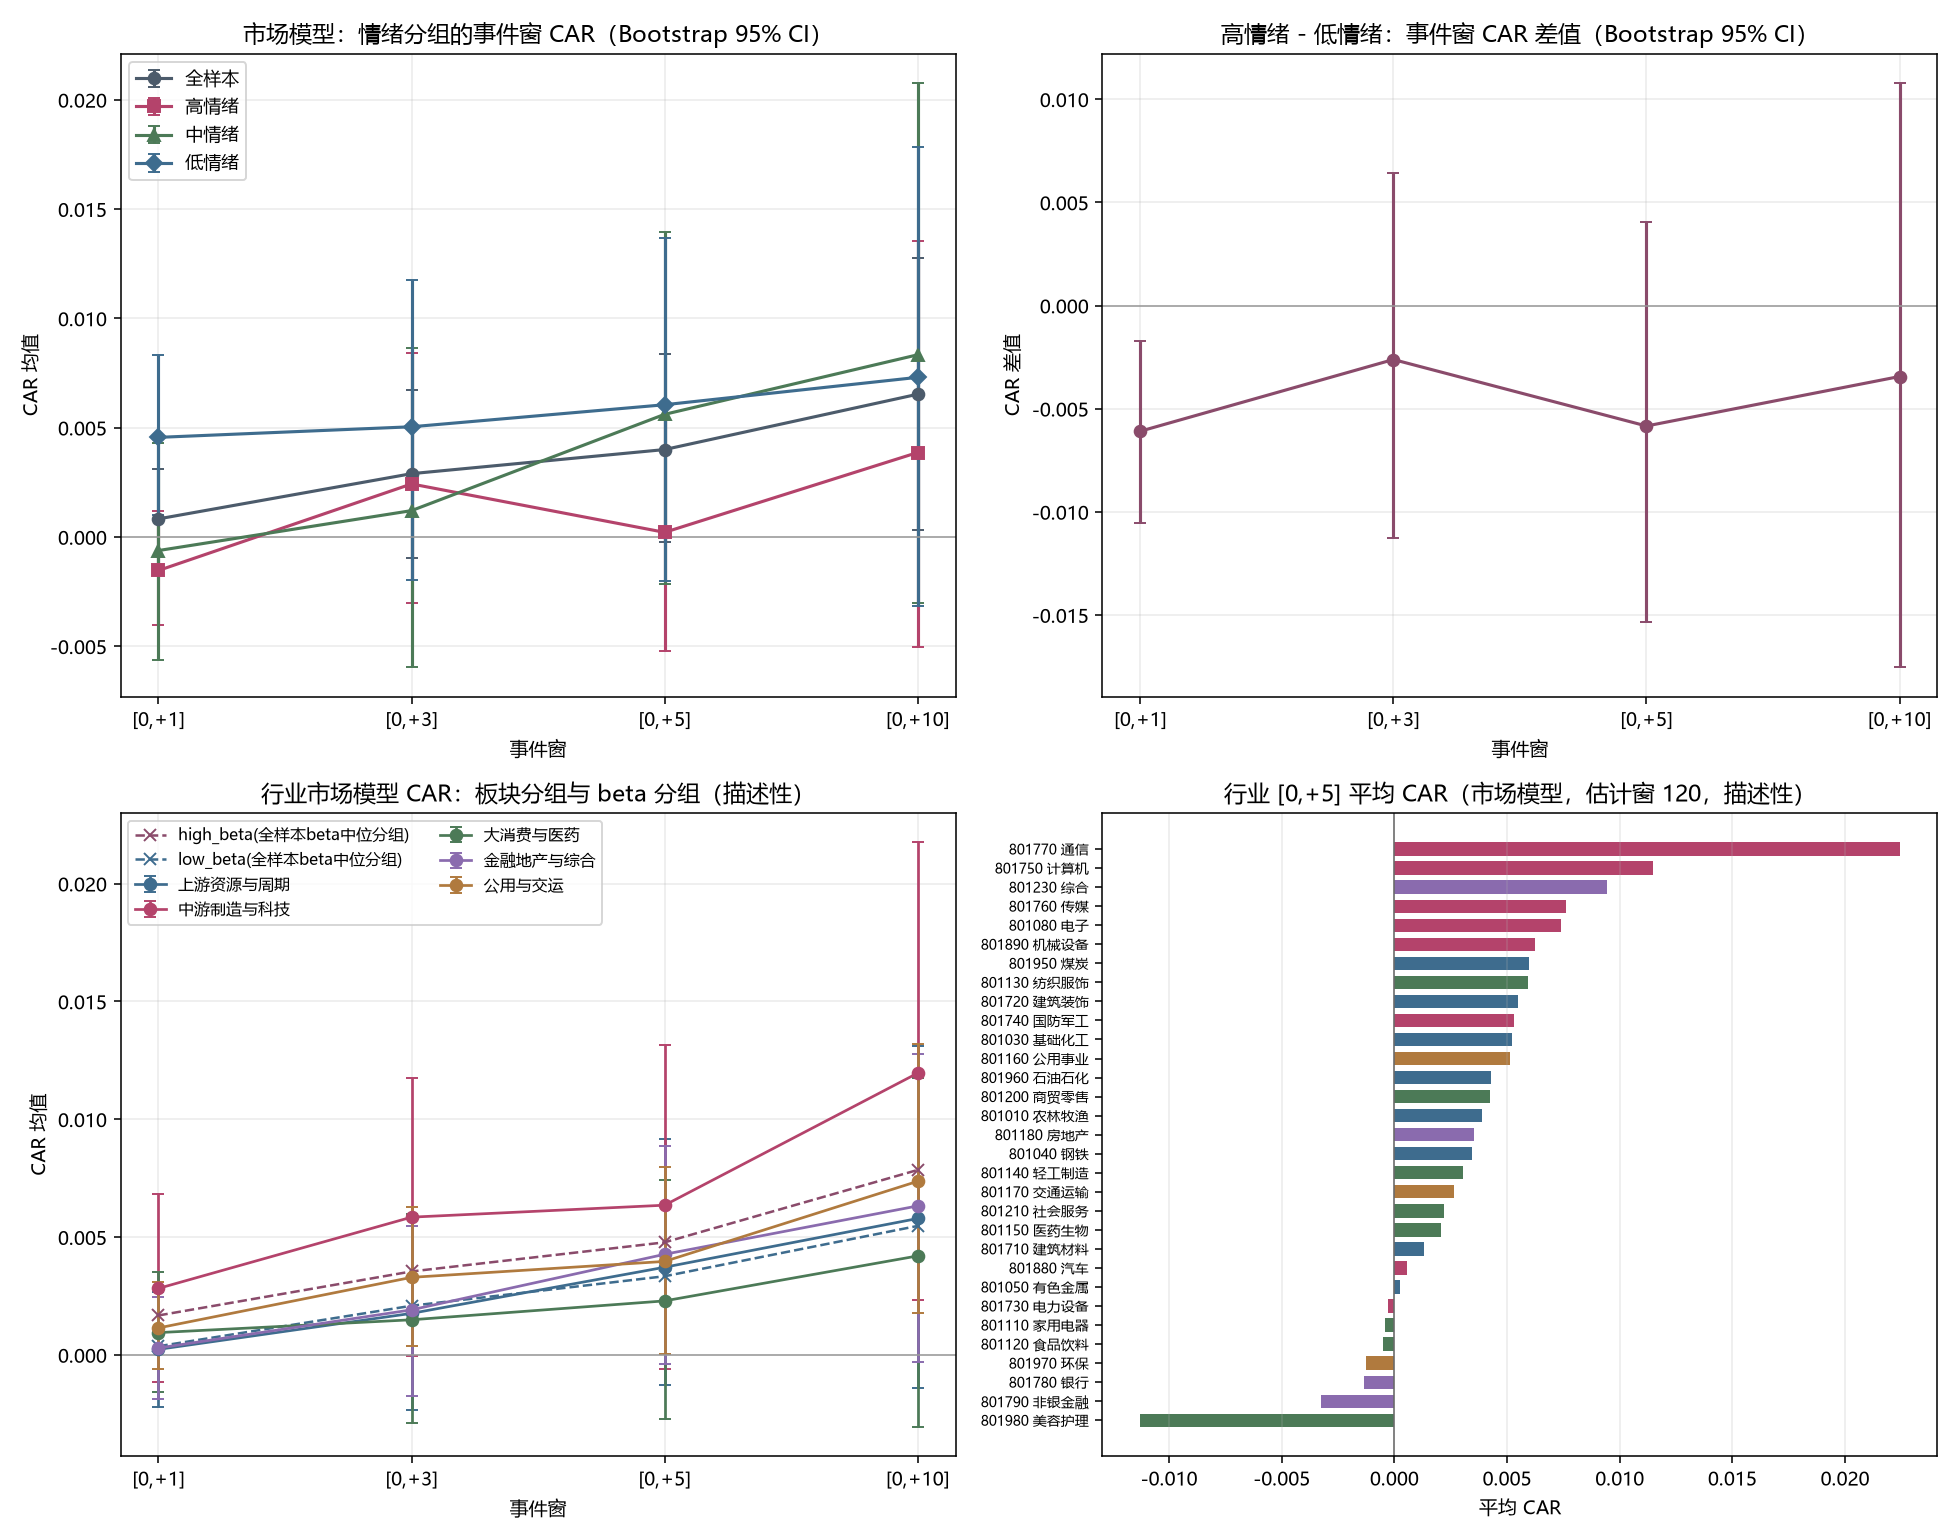 市场模型：情绪分组的事件窗 CAR（Bootstrap 95% CI）
全样本
高情绪
中情绪
低情绪
CAR 均值
0.020
0.015
0.010
0.005
0.000
-0.005
[0,+1]
[0,+3]
[0,+5]
[0,+10]
事件窗
高情绪 - 低情绪：事件窗 CAR 差值（Bootstrap 95% CI）
CAR 差值
0.010
0.005
0.000
-0.005
-0.010
-0.015
[0,+1]
[0,+3]
[0,+5]
[0,+10]
事件窗
行业市场模型 CAR：板块分组与 beta 分组（描述性）
high_beta(全样本beta中位分组)
low_beta(全样本beta中位分组)
上游资源与周期
中游制造与科技
大消费与医药
金融地产与综合
公用与交运
CAR 均值
0.020
0.015
0.010
0.005
0.000
[0,+1]
[0,+3]
[0,+5]
[0,+10]
事件窗
行业 [0,+5] 平均 CAR（市场模型，估计窗 120，描述性）
801770 通信
801750 计算机
801230 综合
801760 传媒
801080 电子
801890 机械设备
801950 煤炭
801130 纺织服饰
801720 建筑装饰
801740 国防军工
801030 基础化工
801160 公用事业
801960 石油石化
801200 商贸零售
801010 农林牧渔
801180 房地产
801040 钢铁
801140 轻工制造
801170 交通运输
801210 社会服务
801150 医药生物
801710 建筑材料
801880 汽车
801050 有色金属
801730 电力设备
801110 家用电器
801120 食品饮料
801970 环保
801780 银行
801790 非银金融
801980 美容护理
-0.010
-0.005
0.000
0.005
0.010
0.015
0.020
平均 CAR